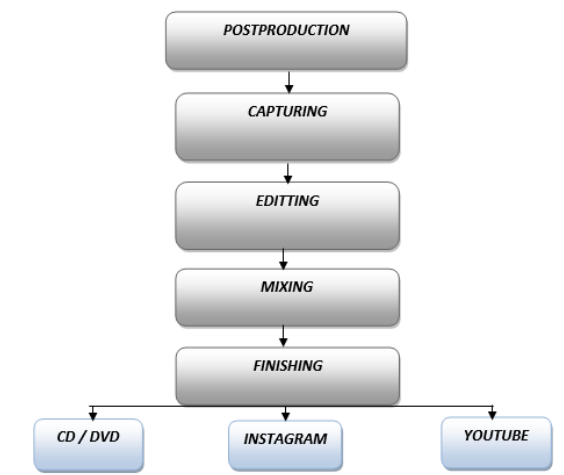 POSTPRODUCTION
CAPTURING
EDITTING
MIXING
FINISHING
CD / DVD
INSTAGRAM
YOUTUBE